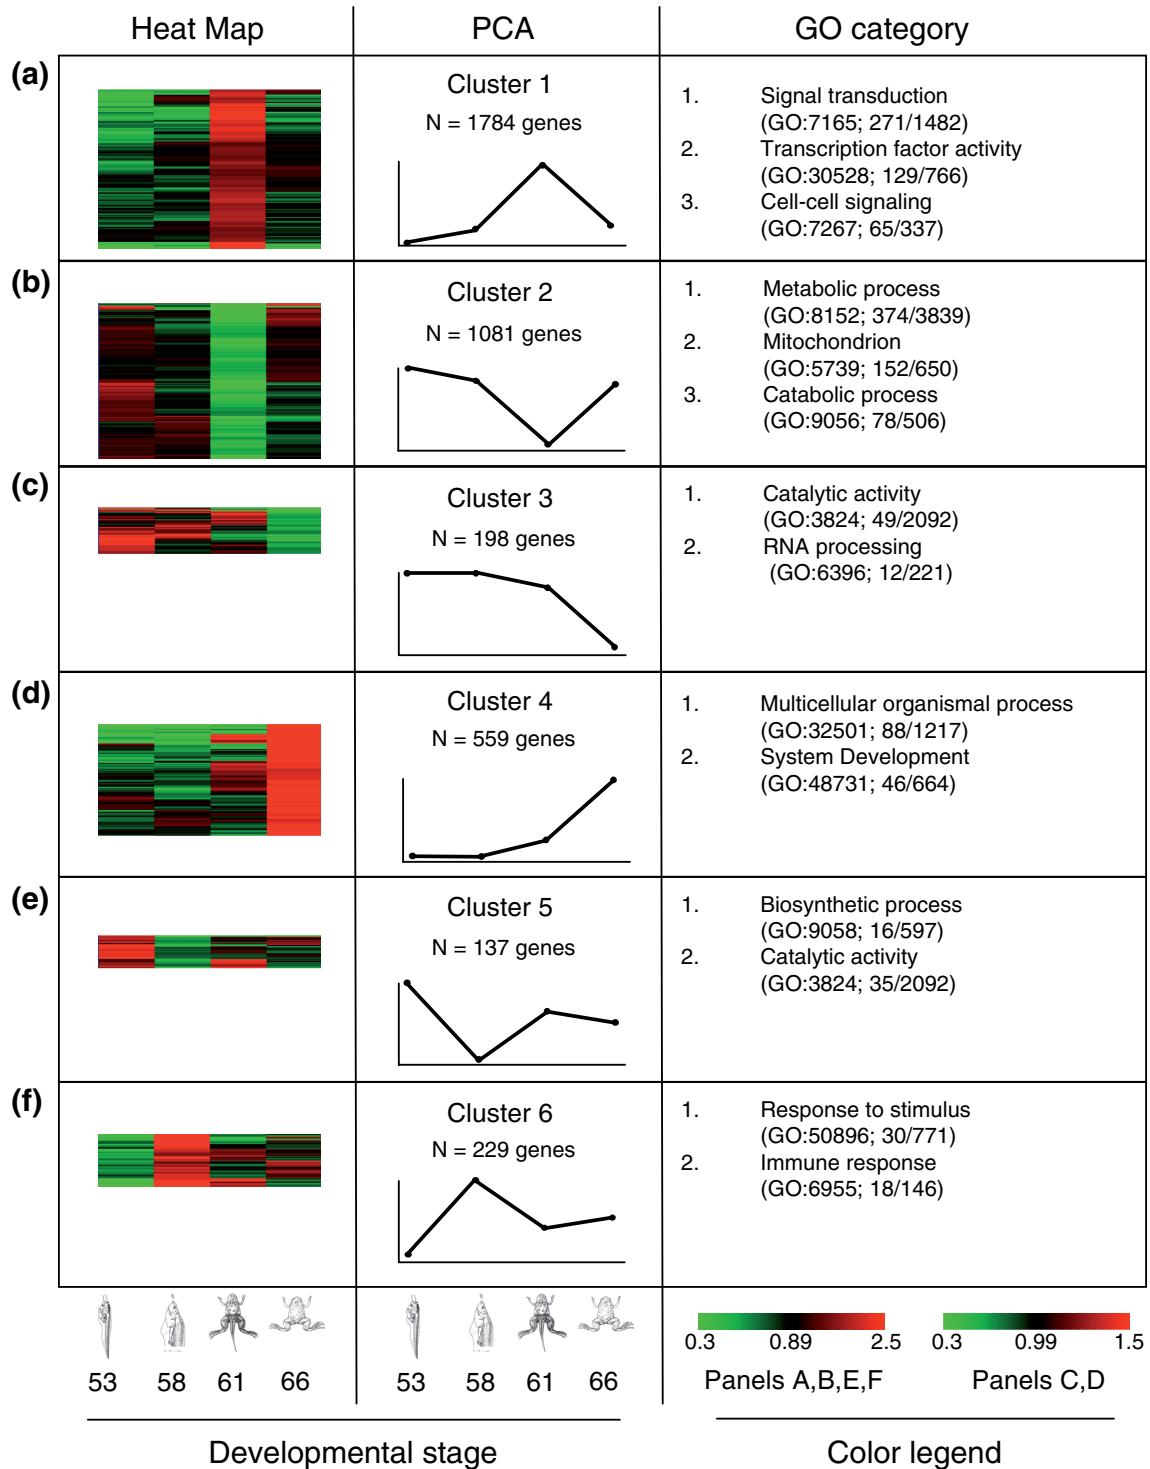 Heat Map PCA GO category
(a)
Cluster 1
N = 1784 genes
1. Signal transduction
(GO:7165; 271/1482)
2. Transcription factor activity
(GO:30528; 129/766)
3. Cell-cell signaling
(GO:7267; 65/337)
(b)
Cluster 2
N = 1081 genes
1. Metabolic process
(GO:8152; 374/3839)
2. Mitochondrion
(GO:5739; 152/650)
3. Catabolic process
(GO:9056; 78/506)
(c)
Cluster 3
N = 198 genes
1. Catalytic activity
(GO:3824; 49/2092)
2. RNA processing
(GO:6396; 12/221)
(d)
Cluster 4
N = 559 genes
1. Multicellular organismal process
(GO:32501; 88/1217)
2. System Development
(GO:48731; 46/664)
(e)
Cluster 5
N = 137 genes
1. Biosynthetic process
(GO:9058; 16/597)
2. Catalytic activity
(GO:3824; 35/2092)
(f)
Cluster 6
N = 229 genes
1. Response to stimulus
(GO:50896; 30/771)
2. Immune response
(GO:6955; 18/146)
0.3 0.89 2.5 0.3 0.99 1.5
53 58 61 66 53 58 61 66 Panels A,B,E,F Panels C,D
Developmental stage Color legend